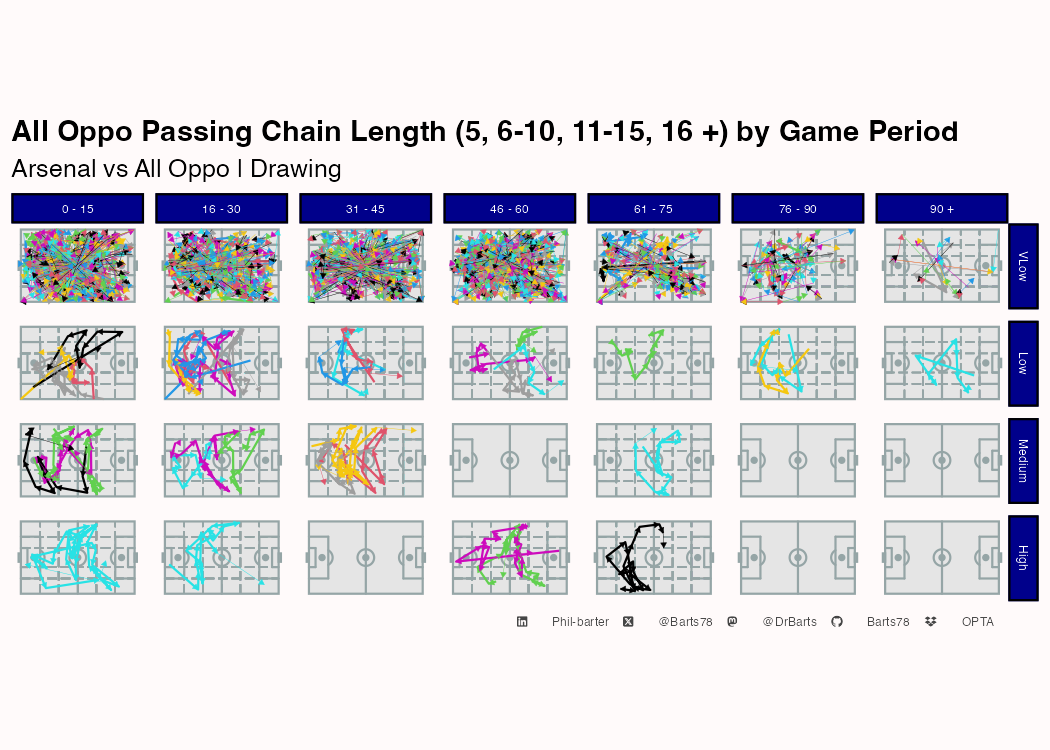 All Oppo Passing Chain Length (5, 6-10, 11-15, 16 +) by Game Period
Arsenal vs All Oppo | Drawing
0 - 15 16 - 30 31 - 45 46 - 60 61 - 75 76 - 90 90 +
VLow
Low
Medium
High
Phil-barter @Barts78 @DrBarts Barts78 OPTA